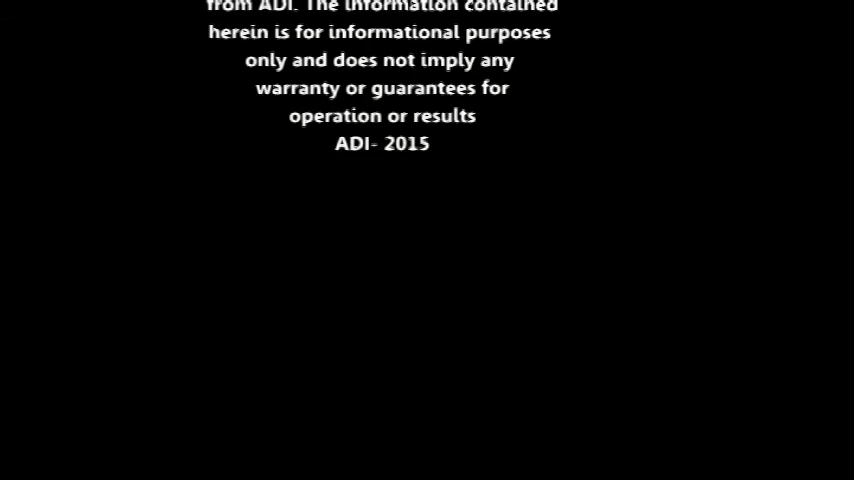 from ADI. The information contained
herein is for informational purposes
only and does not imply any
warranty or guarantees for
operation or results
ADI- 2015